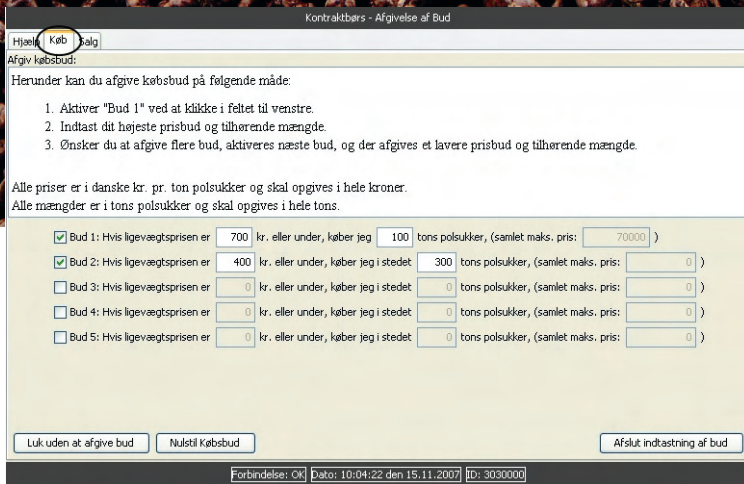 Kontraktbørs - Afgivelse af Bud
Hjælp Køb Salg
Afgiv købsbud:
Herunder kan du afgive købsbud på følgende måde:
1. Aktiver "Bud 1" ved at klikke i feltet til venstre.
2. Indtast dit højeste prisbud og tilhørende mængde.
3. Ønsker du at afgive flere bud, aktiveres næste bud, og der afgives et lavere prisbud og tilhørende mængde.
Alle priser er i danske kr. pr. ton polsukker og skal opgives i hele kroner.
Alle mængder er i tons polsukker og skal opgives i hele tons.
Bud 1: Hvis ligevægtsprisen er 700 kr. eller under, køber jeg 100 tons polsukker, (samlet maks. pris: 70000 )
Bud 2: Hvis ligevægtsprisen er 400 kr. eller under, køber jeg i stedet 300 tons polsukker, (samlet maks. pris: 0 )
Bud 3: Hvis ligevægtsprisen er 0 kr. eller under, køber jeg i stedet 0 tons polsukker, (samlet maks. pris: 0 )
Bud 4: Hvis ligevægtsprisen er 0 kr. eller under, køber jeg i stedet 0 tons polsukker, (samlet maks. pris: 0 )
Bud 5: Hvis ligevægtsprisen er 0 kr. eller under, køber jeg i stedet 0 tons polsukker, (samlet maks. pris: 0 )
Luk uden at afgive bud Nulstil Købsbud Afslut indtastning af bud
Forbindelse: OK Dato: 10:04:22 den 15.11.2007 ID: 3030000